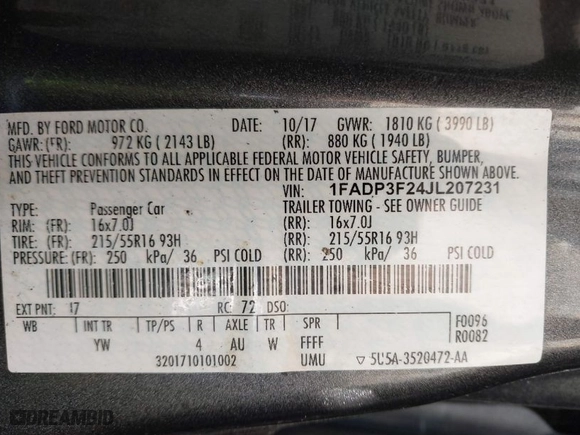 MFD. BY FORD MOTOR CO. DATE: 10/17 GVWR: 1810 KG ( 3990 LB)
GAWR: (FR): 972 KG ( 2143 LB) (RR): 880 KG ( 1940 LB)
THIS VEHICLE CONFORMS TO ALL APPLICABLE FEDERAL MOTOR VEHICLE SAFETY, BUMPER,
AND THEFT PREVENTION STANDARDS IN EFFECT ON THE DATE OF MANUFACTURE SHOWN ABOVE.
VIN: 1FADP3F24JL207231
TYPE: Passenger Car TRAILER TOWING - SEE OWNER GUIDE
RIM: (FR): 16x7.0J (RR): 16x7.0J
TIRE: (FR): 215/55R16 93H (RR): 215/55R16 93H
PRESSURE: (FR): 250 kPa/ 36 PSI COLD (RR): 250 kPa/ 36 PSI COLD
EXT PNT: 7 RC: 72 DSO:
WB INT TR TP/PS R AXLE TR SPR F0096
YW 4 AU W FFFF R0082
3201710101002 UMU ▽ 5U5A-3520472-AA
DREAMBID